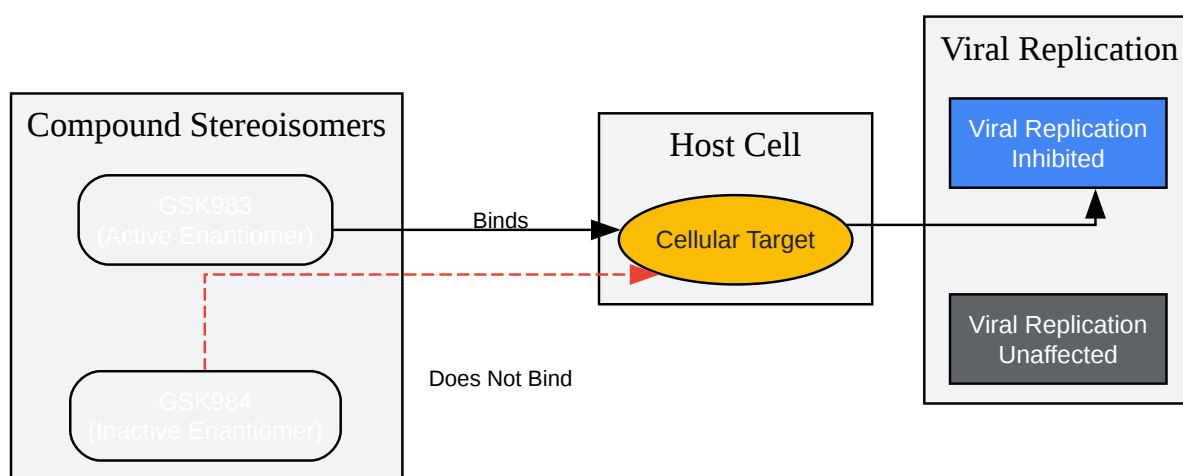 Compound Stereoisomers
GSK983
(Active Enantiomer)
GSK984
(Inactive Enantiomer)
Binds
Does Not Bind
Host Cell
Cellular Target
Viral Replication
Viral Replication
Inhibited
Viral Replication
Unaffected